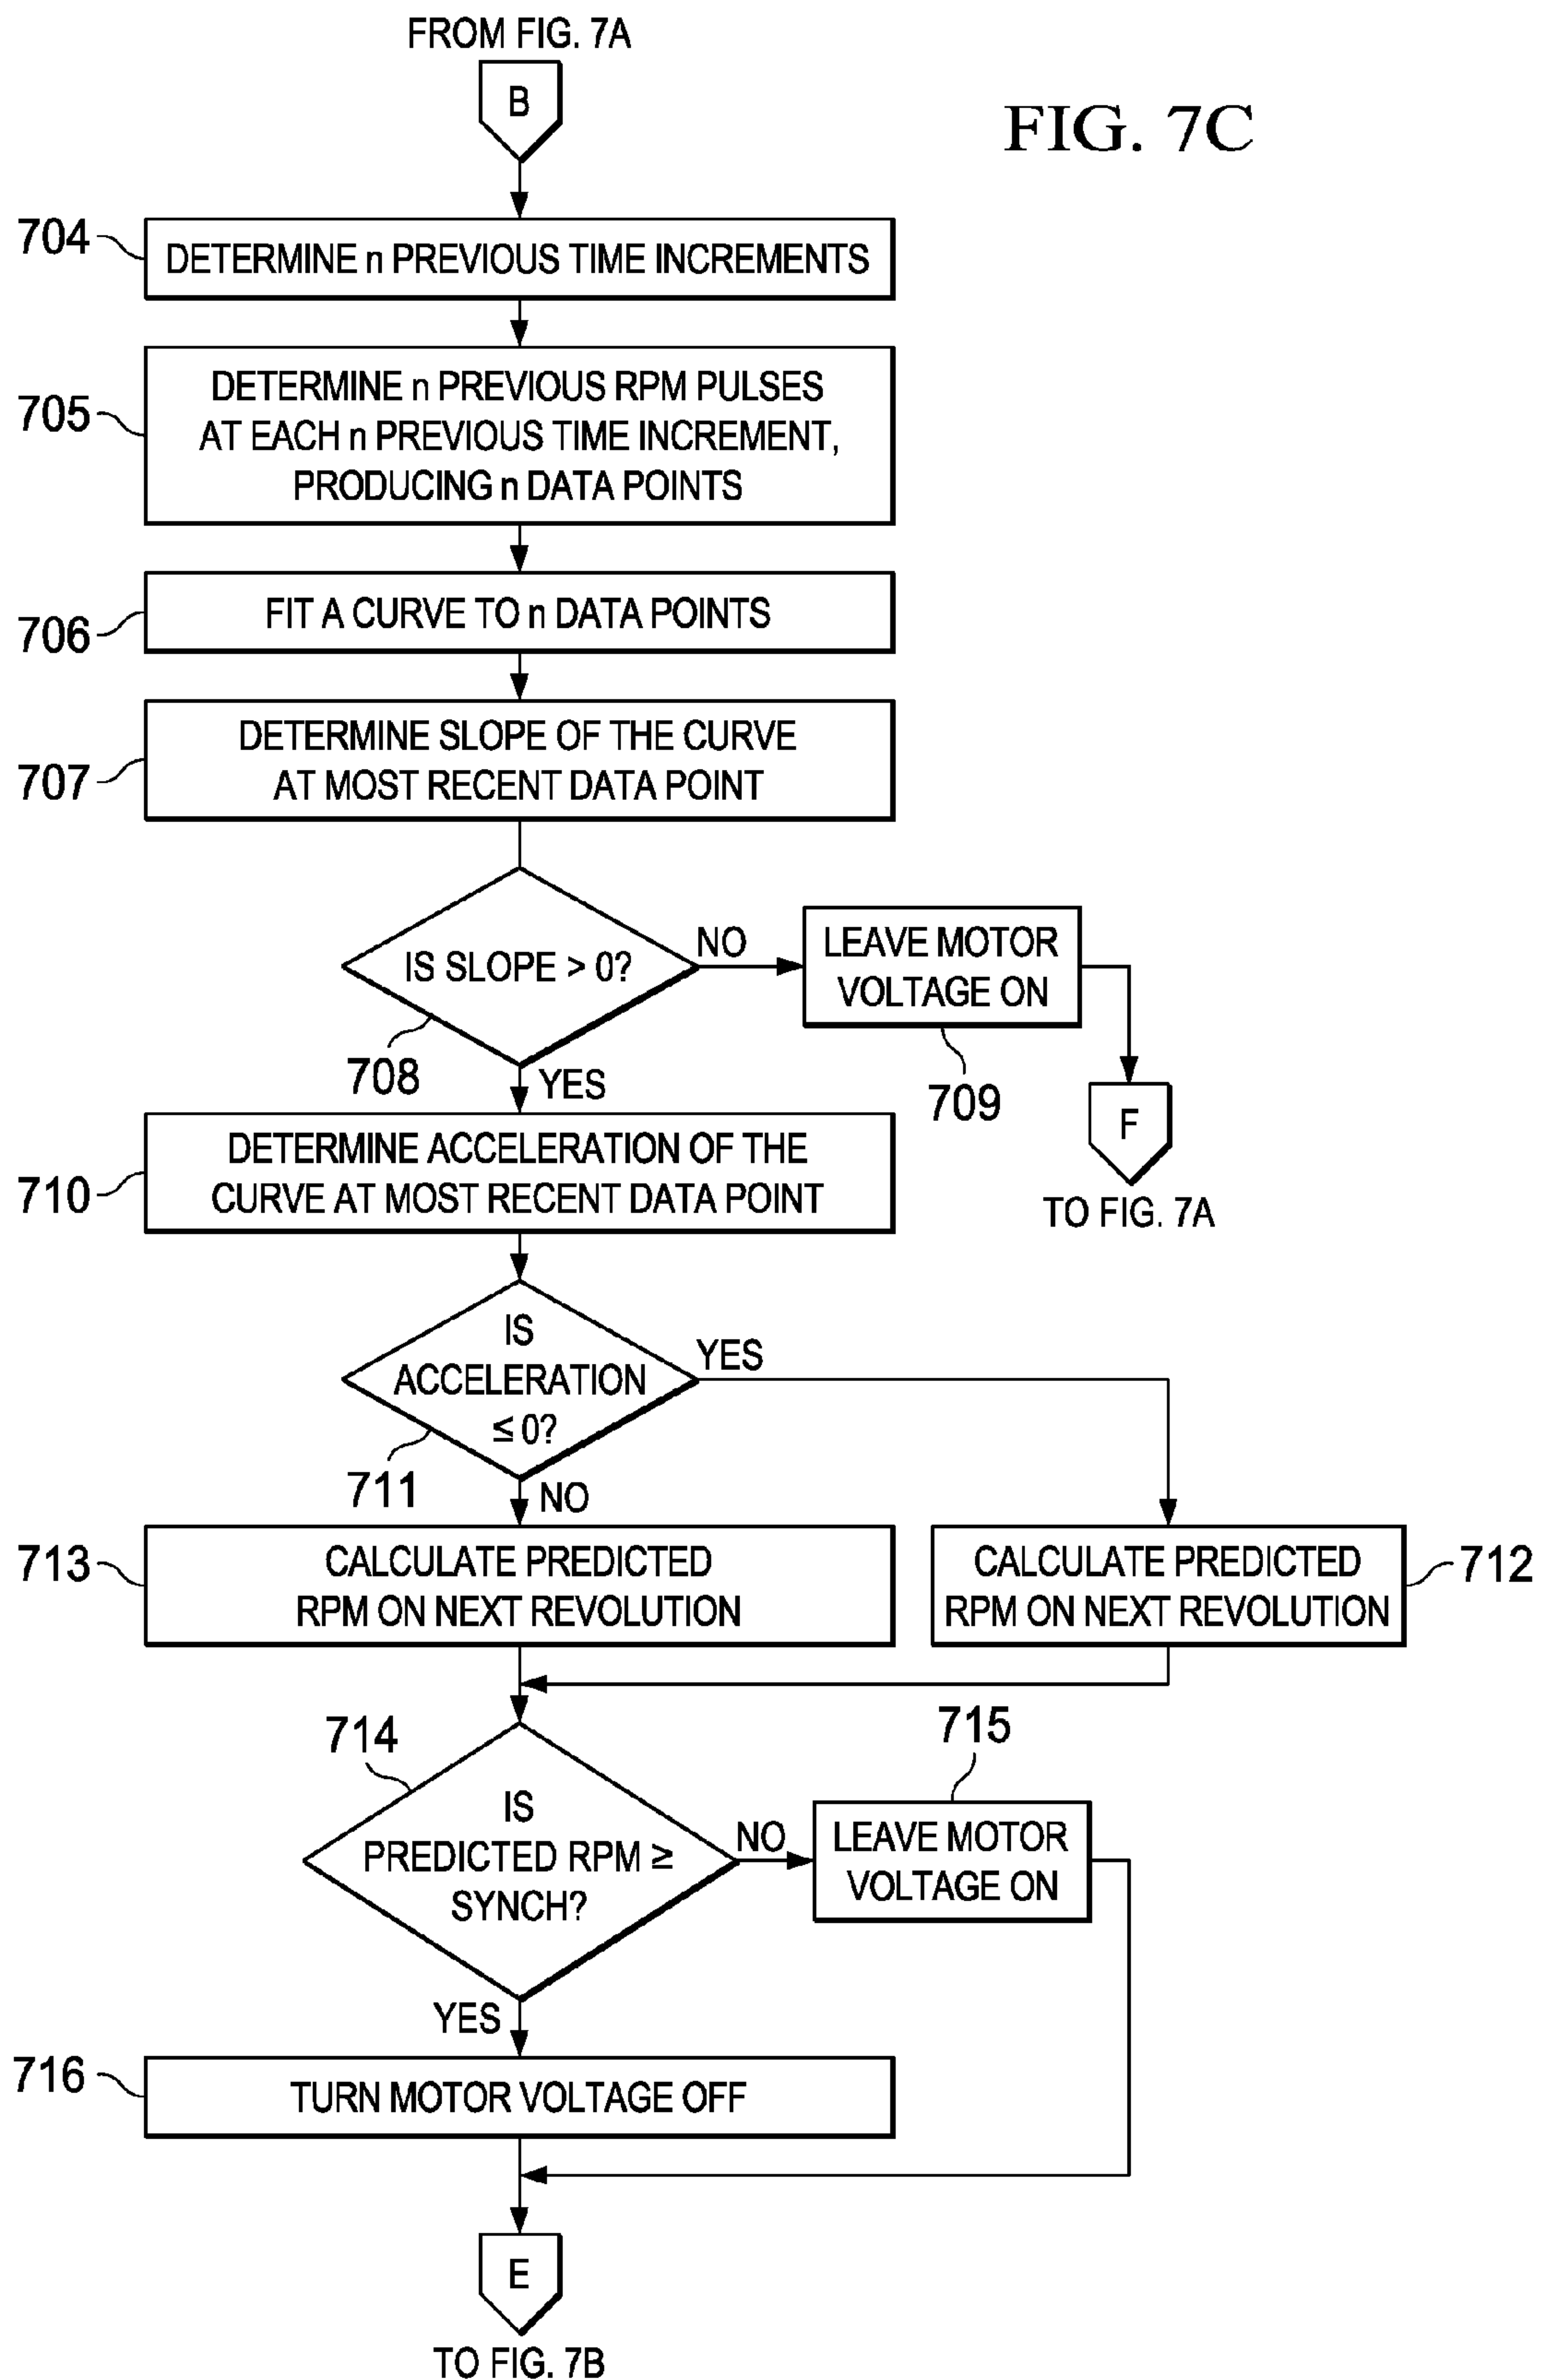 FROM FIG. 7A
B
FIG. 7C
704
DETERMINE n PREVIOUS TIME INCREMENTS
705
DETERMINE n PREVIOUS RPM PULSES
AT EACH n PREVIOUS TIME INCREMENT,
PRODUCING n DATA POINTS
706
FIT A CURVE TO n DATA POINTS
707
DETERMINE SLOPE OF THE CURVE
AT MOST RECENT DATA POINT
IS SLOPE > 0?
708
NO
YES
LEAVE MOTOR
VOLTAGE ON
709
F
TO FIG. 7A
710
DETERMINE ACCELERATION OF THE
CURVE AT MOST RECENT DATA POINT
IS
ACCELERATION
≤ 0?
711
YES
NO
713
CALCULATE PREDICTED
RPM ON NEXT REVOLUTION
CALCULATE PREDICTED
RPM ON NEXT REVOLUTION
712
714
IS
PREDICTED RPM ≥
SYNCH?
NO
715
LEAVE MOTOR
VOLTAGE ON
YES
716
TURN MOTOR VOLTAGE OFF
E
TO FIG. 7B